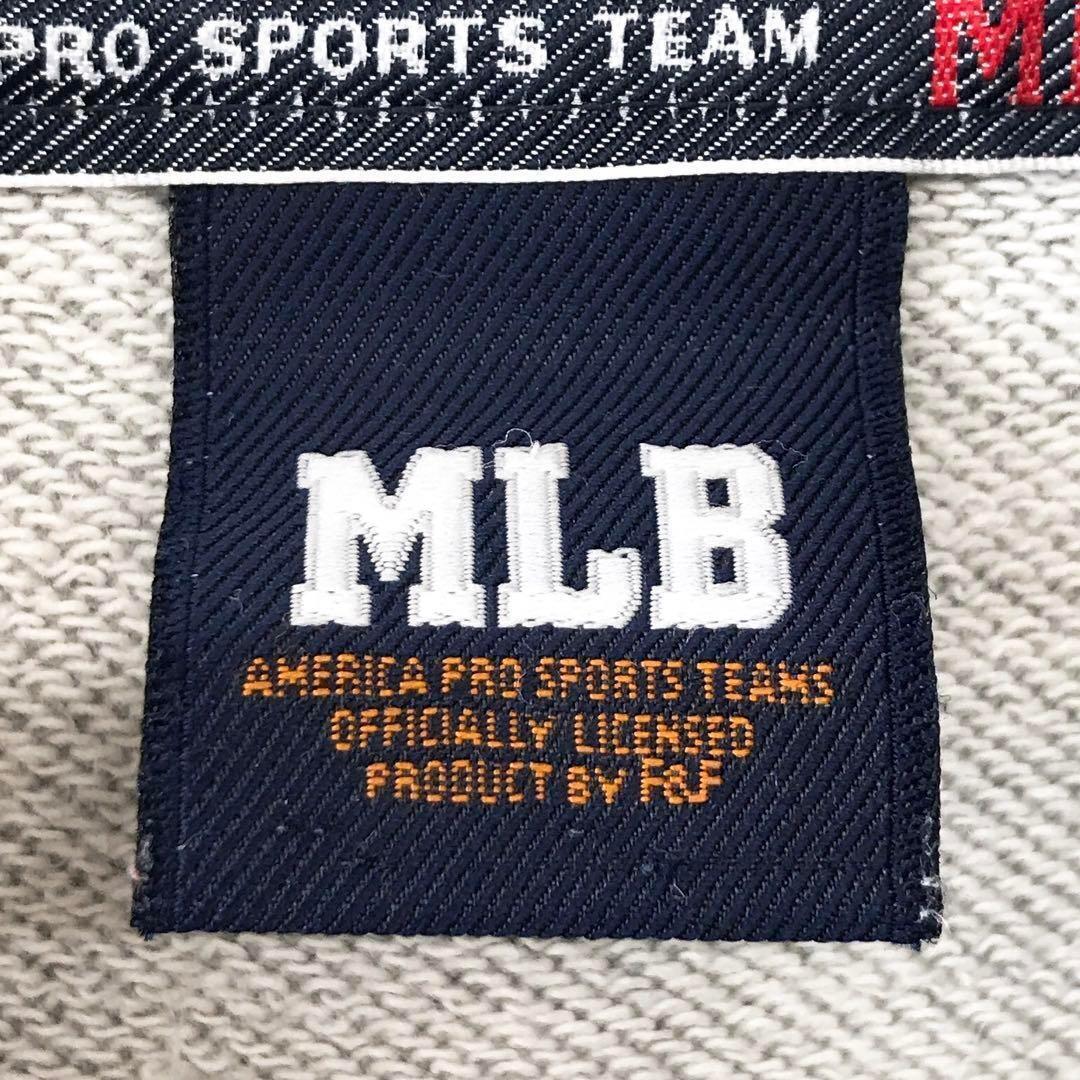 PRO SPORTS TEAM M
MLB
AMERICA PRO SPORTS TEAMS
OFFICIALLY LICENSED
PRODUCT BY F&F